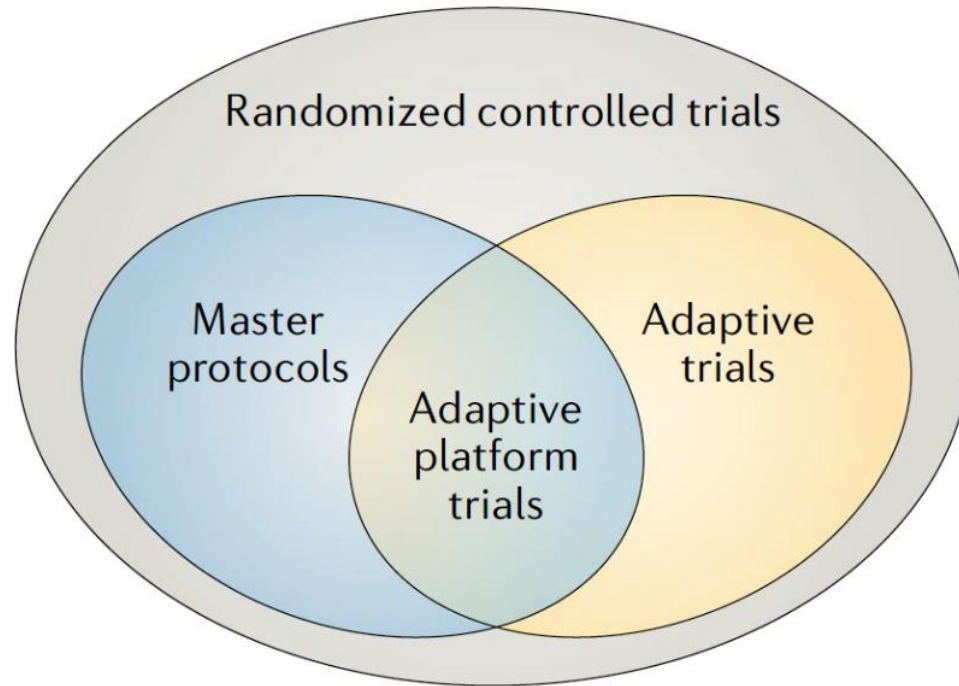 Randomized controlled trials
Master
protocols
Adaptive
platform
trials
Adaptive
trials